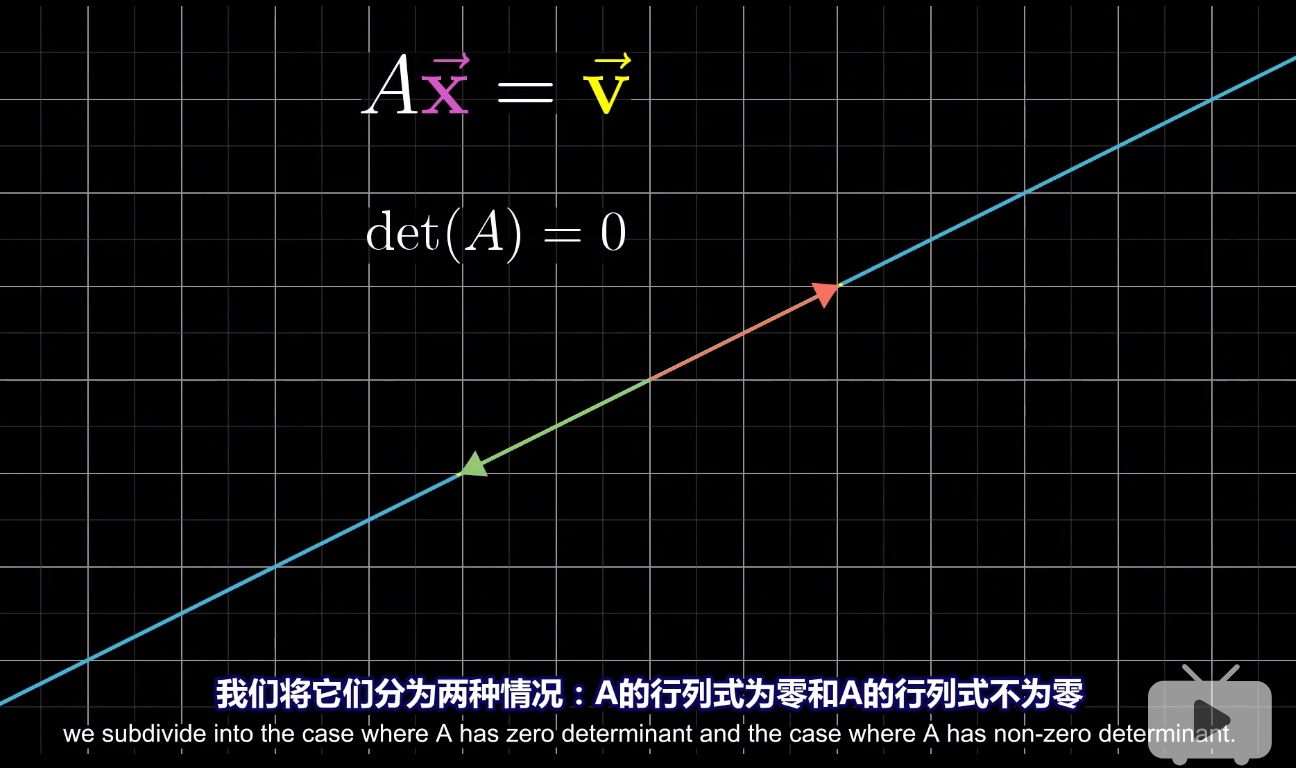 A\vec{x} = \vec{v}
det(A) = 0
我们将它们分为两种情况：A的行列式为零和A的行列式不为零
we subdivide into the case where A has zero determinant and the case where A has non-zero determinant.